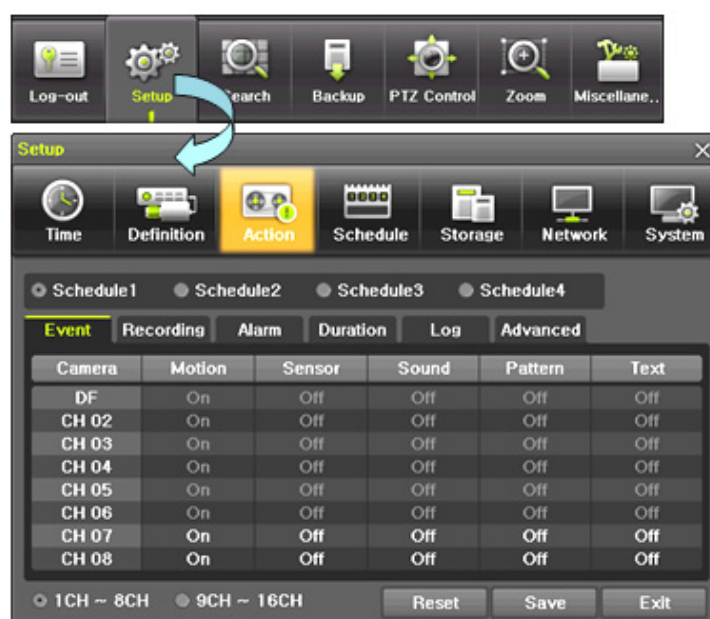 Log-out Setup Search Backup PTZ Control Zoom Miscellane..
Setup
Time Definition Action Schedule Storage Network System
Schedule1 Schedule2 Schedule3 Schedule4
Event Recording Alarm Duration Log Advanced
Camera Motion Sensor Sound Pattern Text
DF On Off Off Off Off
CH 02 On Off Off Off Off
CH 03 On Off Off Off Off
CH 04 On Off Off Off Off
CH 05 On Off Off Off Off
CH 06 On Off Off Off Off
CH 07 On Off Off Off Off
CH 08 On Off Off Off Off
1CH ~ 8CH 9CH ~ 16CH Reset Save Exit